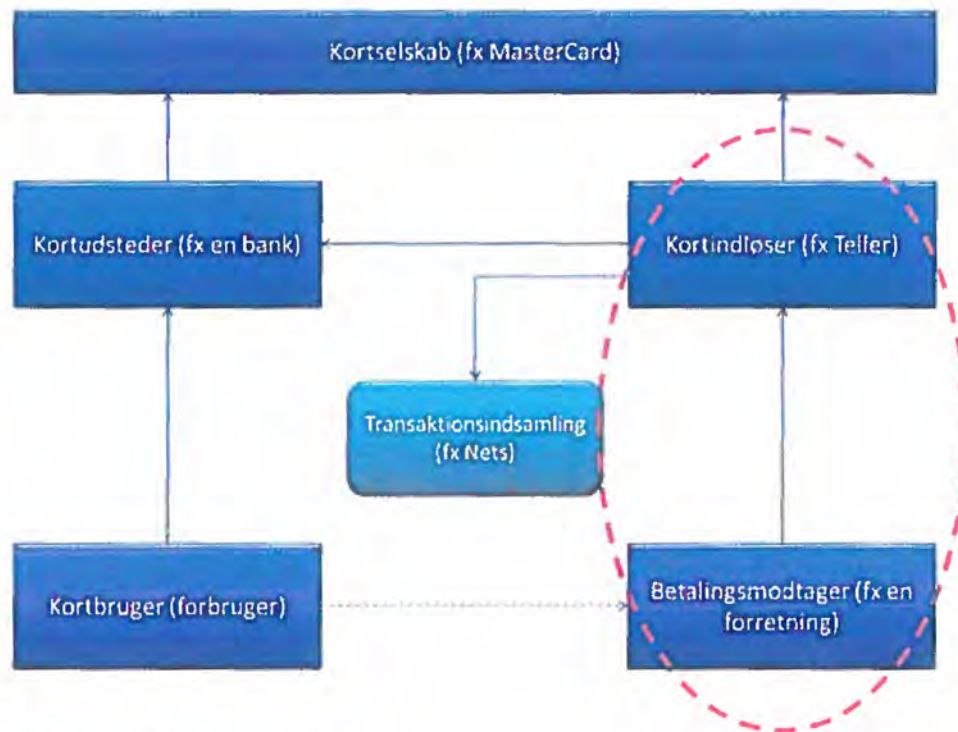 Kortselskab (fx MasterCard)
Kortudsteder (fx en bank)
Kortindløser (fx Teller)
Transaktionsindsamling
(fx Nets)
Kortbruger (forbruger)
Betalingsmodtager (fx en
forretning)